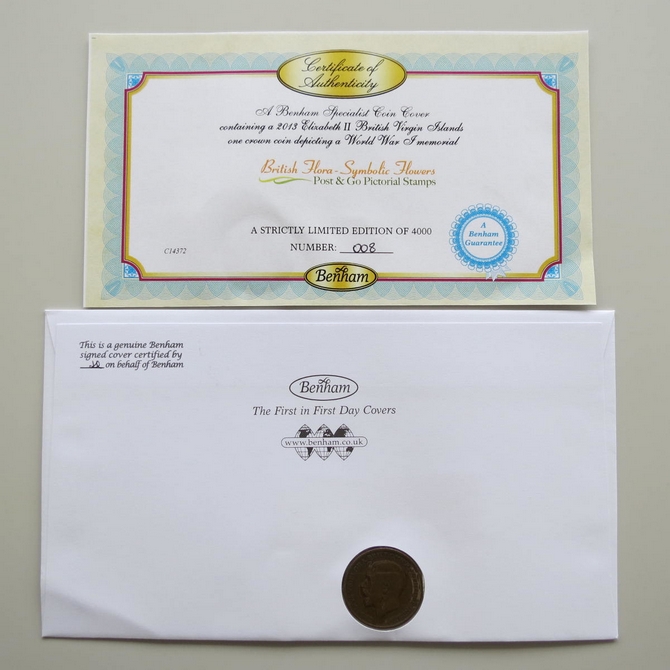 Certificate of
Authenticity
A Benham Specialist Coin Cover
containing a 2013 Elizabeth II British Virgin Islands
one crown coin depicting a World War I memorial
British Flora - Symbolic Flowers
Post & Go Pictorial Stamps
A STRICTLY LIMITED EDITION OF 4000
NUMBER: 008
C14372
A
Benham
Guarantee
Benham
This is a genuine Benham
signed cover certified by
on behalf of Benham
Benham
The First in First Day Covers
www.benham.co.uk